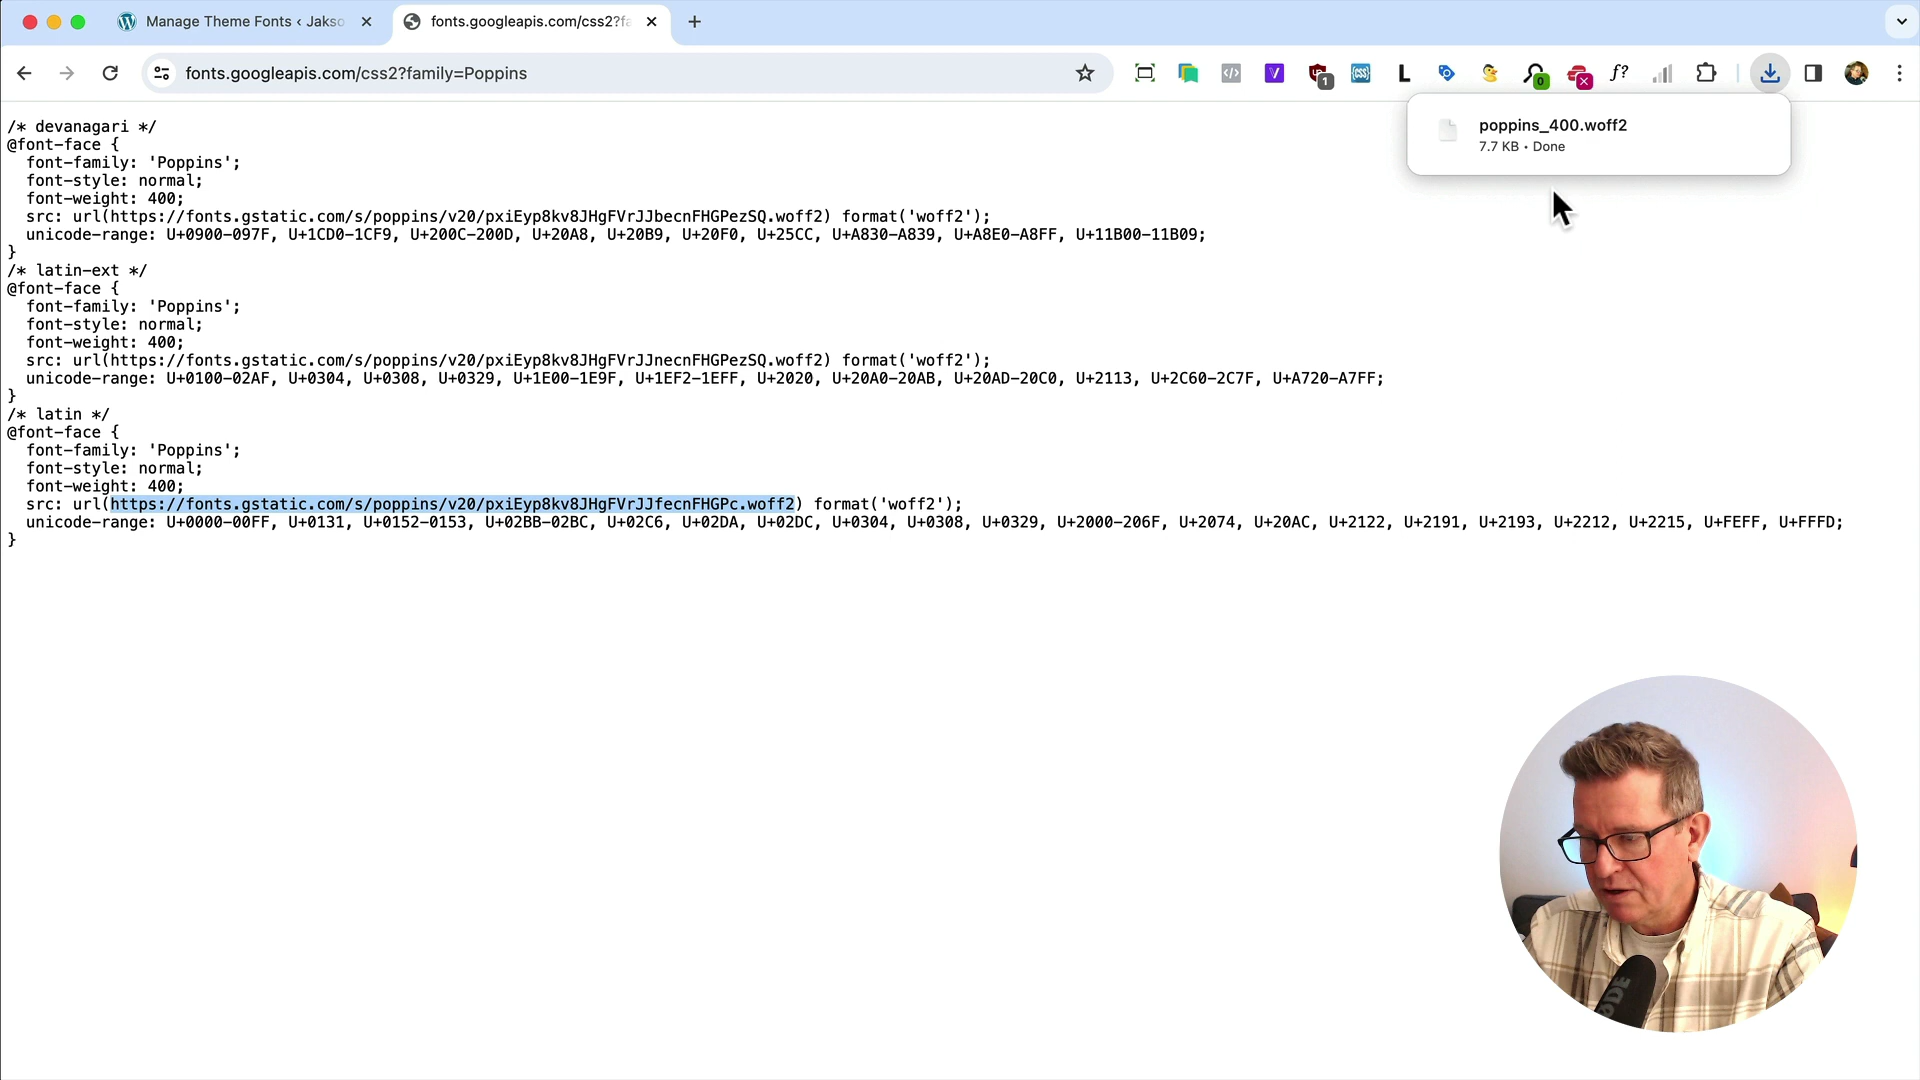 Manage Theme Fonts ‹ Jakso
fonts.googleapis.com/css2?fa
fonts.googleapis.com/css2?family=Poppins
1
CSS
V
L
0
f?
poppins_400.woff2
7.7 KB • Done
/* devanagari */
@font-face {
font-family: 'Poppins';
font-style: normal;
font-weight: 400;
src: url(https://fonts.gstatic.com/s/poppins/v20/pxiEyp8kv8JHgFVrJJbecnFHGPezSQ.woff2) format('woff2');
unicode-range: U+0900-097F, U+1CD0-1CF9, U+200C-200D, U+20A8, U+20B9, U+20F0, U+25CC, U+A830-A839, U+A8E0-A8FF, U+11B00-11B09;
}
/* latin-ext */
@font-face {
font-family: 'Poppins';
font-style: normal;
font-weight: 400;
src: url(https://fonts.gstatic.com/s/poppins/v20/pxiEyp8kv8JHgFVrJJnecnFHGPezSQ.woff2) format('woff2');
unicode-range: U+0100-02AF, U+0304, U+0308, U+0329, U+1E00-1E9F, U+1EF2-1EFF, U+2020, U+20A0-20AB, U+20AD-20C0, U+2113, U+2C60-2C7F, U+A720-A7FF;
}
/* latin */
@font-face {
font-family: 'Poppins';
font-style: normal;
font-weight: 400;
src: url(https://fonts.gstatic.com/s/poppins/v20/pxiEyp8kv8JHgFVrJJfecnFHGPc.woff2) format('woff2');
unicode-range: U+0000-00FF, U+0131, U+0152-0153, U+02BB-02BC, U+02C6, U+02DA, U+02DC, U+0304, U+0308, U+0329, U+2000-206F, U+2074, U+20AC, U+2122, U+2191, U+2193, U+2212, U+2215, U+FEFF, U+FFFD;
}